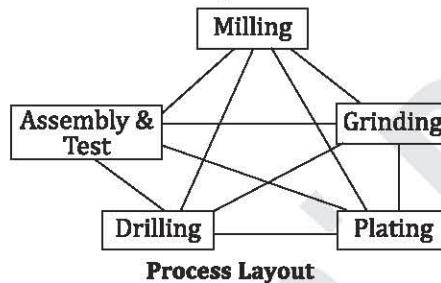 Milling
Assembly &
Test
Grinding
Drilling
Plating
Process Layout